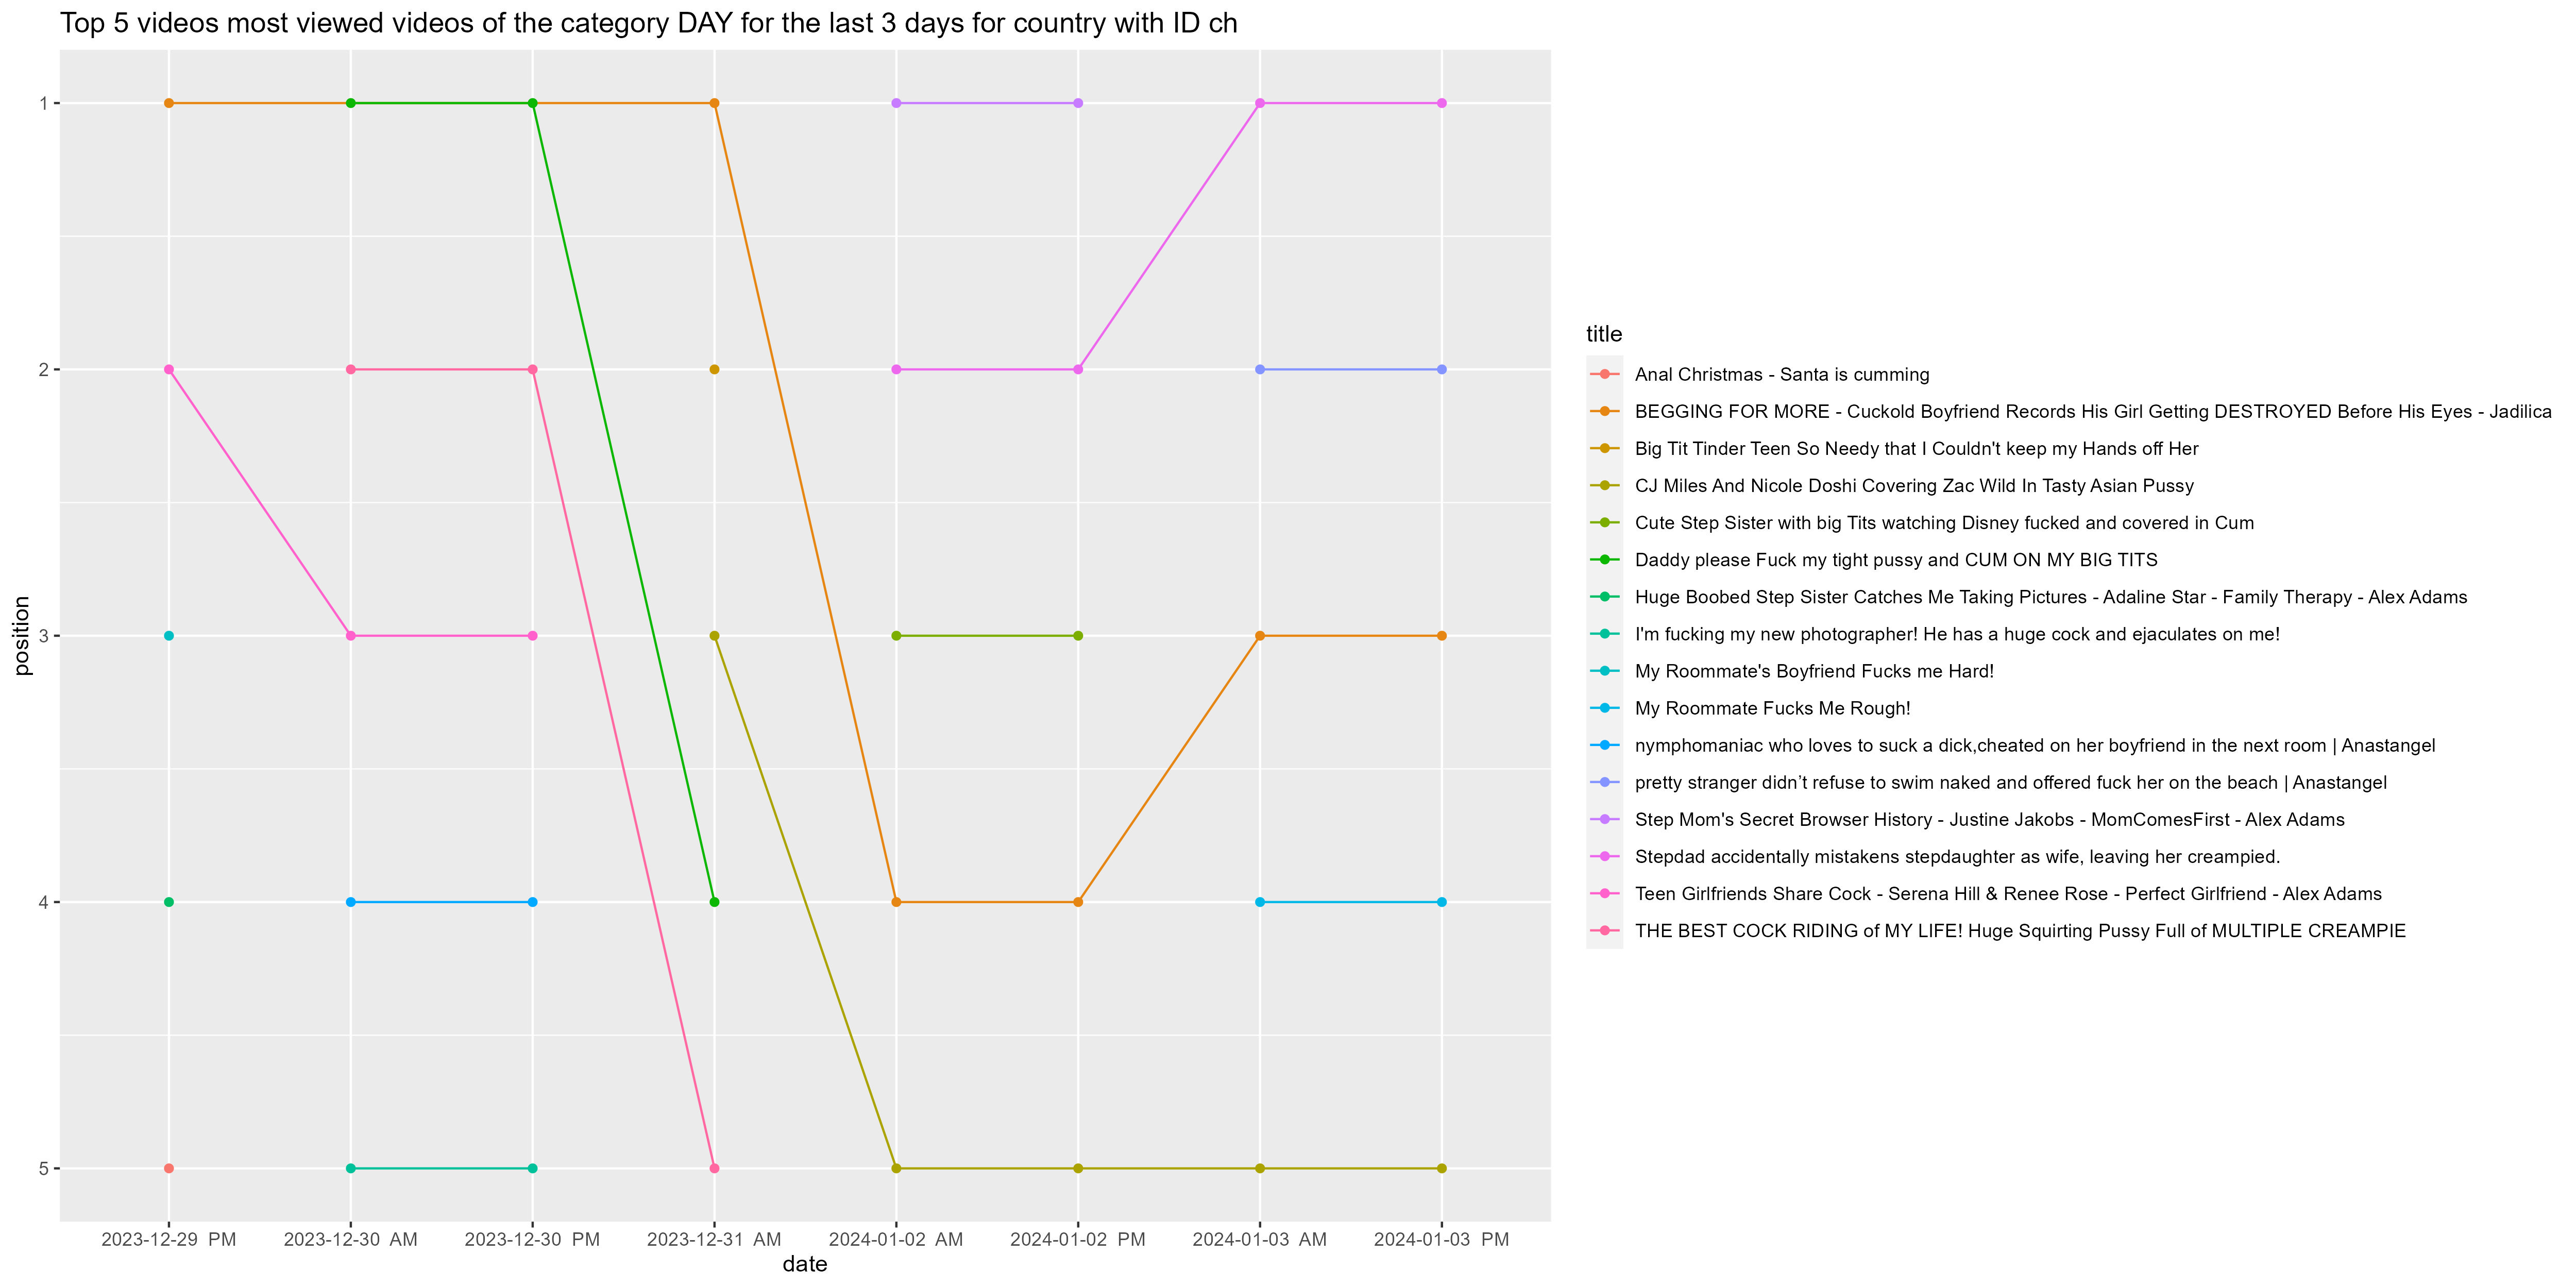 Top 5 videos most viewed videos of the category DAY for the last 3 days for country with ID ch
position
1
2
3
4
5
2023-12-29 PM
2023-12-30 AM
2023-12-30 PM
2023-12-31 AM
2024-01-02 AM
2024-01-02 PM
2024-01-03 AM
2024-01-03 PM
date
title
Anal Christmas - Santa is cumming
BEGGING FOR MORE - Cuckold Boyfriend Records His Girl Getting DESTROYED Before His Eyes - Jadilica
Big Tit Tinder Teen So Needy that I Couldn't keep my Hands off Her
CJ Miles And Nicole Doshi Covering Zac Wild In Tasty Asian Pussy
Cute Step Sister with big Tits watching Disney fucked and covered in Cum
Daddy please Fuck my tight pussy and CUM ON MY BIG TITS
Huge Boobed Step Sister Catches Me Taking Pictures - Adaline Star - Family Therapy - Alex Adams
I'm fucking my new photographer! He has a huge cock and ejaculates on me!
My Roommate's Boyfriend Fucks me Hard!
My Roommate Fucks Me Rough!
nymphomaniac who loves to suck a dick,cheated on her boyfriend in the next room | Anastangel
pretty stranger didn’t refuse to swim naked and offered fuck her on the beach | Anastangel
Step Mom's Secret Browser History - Justine Jakobs - MomComesFirst - Alex Adams
Stepdad accidentally mistakens stepdaughter as wife, leaving her creampied.
Teen Girlfriends Share Cock - Serena Hill & Renee Rose - Perfect Girlfriend - Alex Adams
THE BEST COCK RIDING of MY LIFE! Huge Squirting Pussy Full of MULTIPLE CREAMPIE